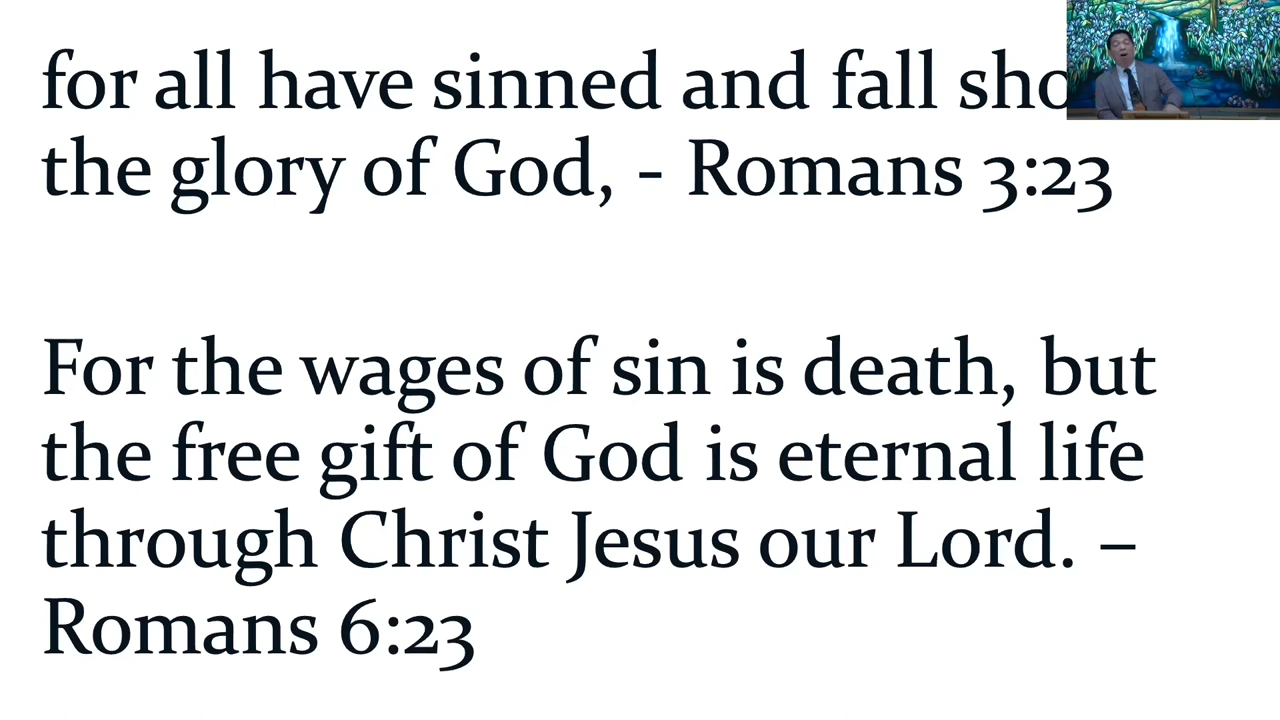 for all have sinned and fall sho
the glory of God, - Romans 3:23
For the wages of sin is death, but
the free gift of God is eternal life
through Christ Jesus our Lord. –
Romans 6:23